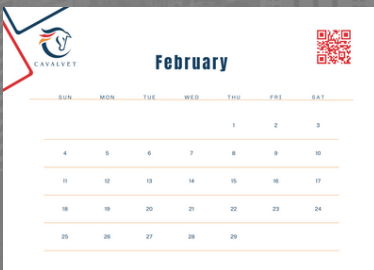 CAVALVET
February
SUN MON TUE WED THU FRI SAT
1 2 3
4 5 6 7 8 9 10
11 12 13 14 15 16 17
18 19 20 21 22 23 24
25 26 27 28 29